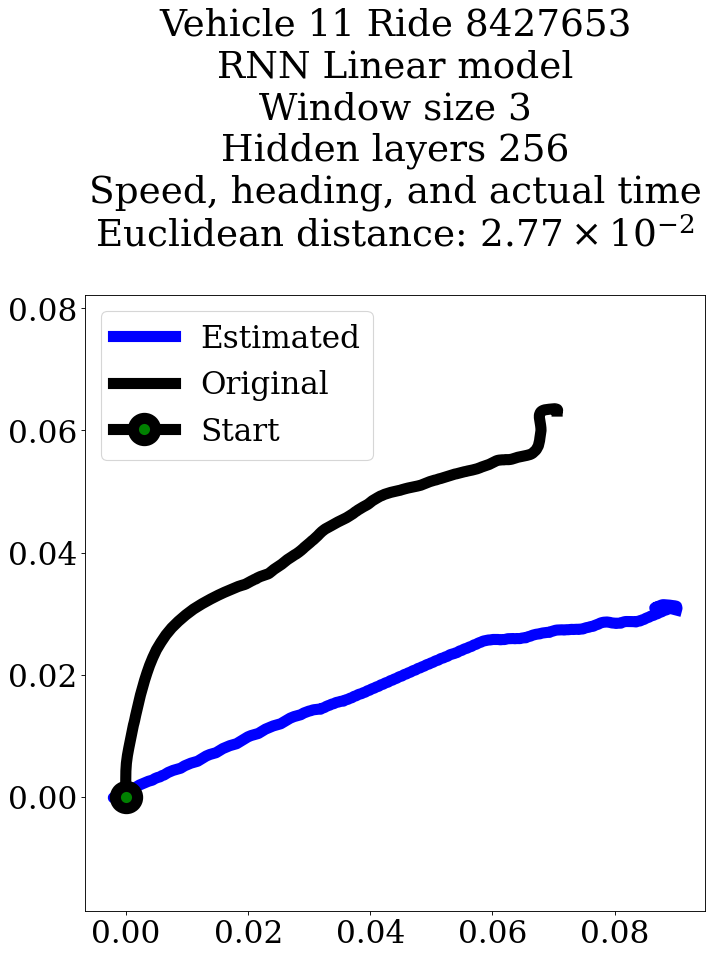 Vehicle 11 Ride 8427653
RNN Linear model
Window size 3
Hidden layers 256
Speed, heading, and actual time
Euclidean distance: 2.77 × 10⁻²
0.08
Estimated
Original
0.06
Start
0.04
0.02
0.00
0.00 0.02 0.04 0.06 0.08